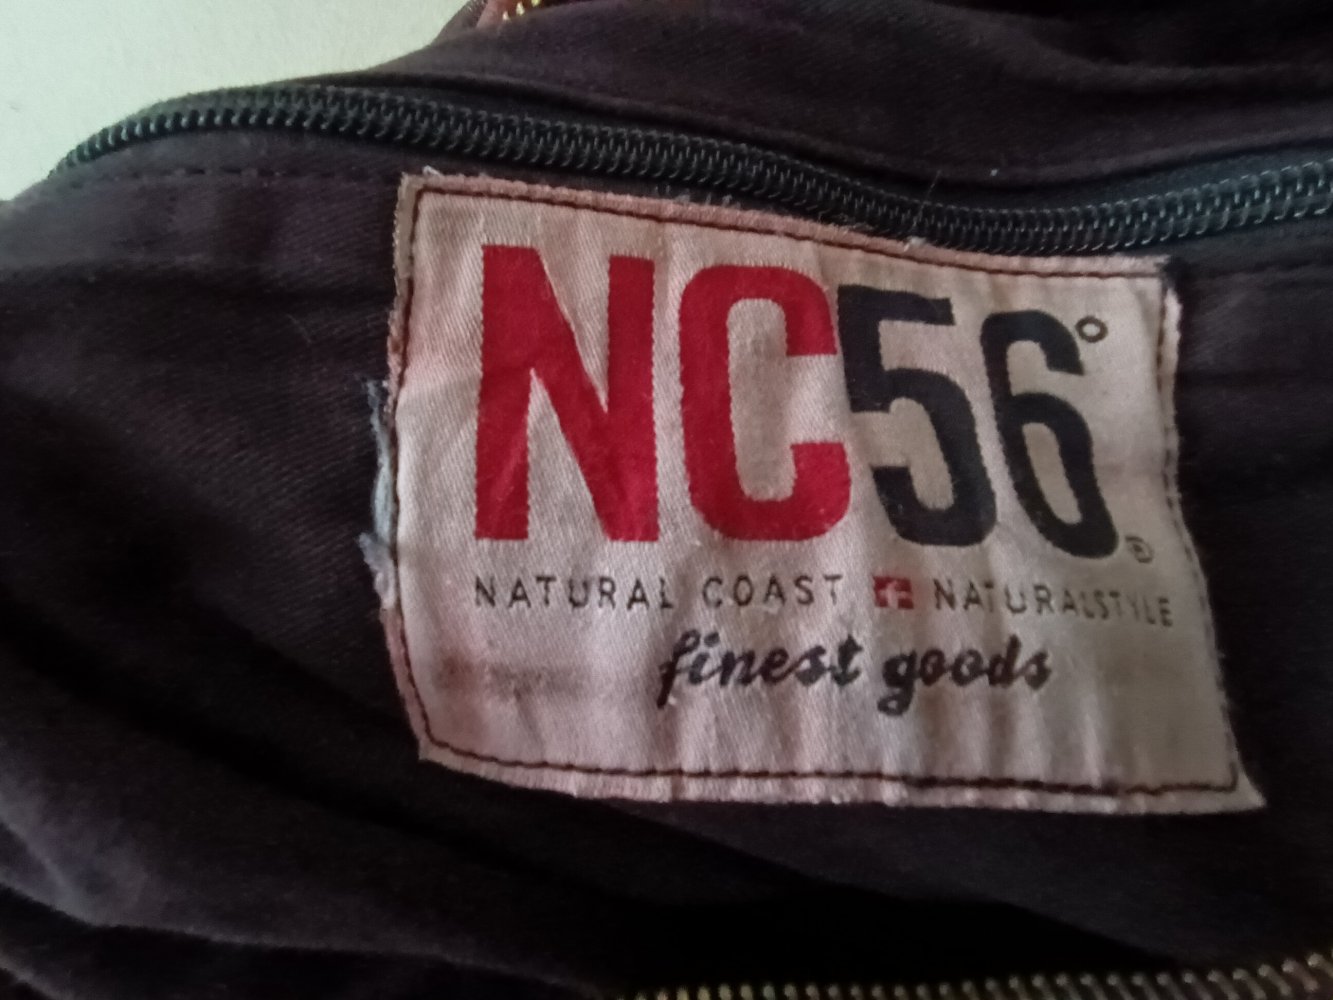 NC56°
®
NATURAL COAST + NATURALSTYLE
finest goods